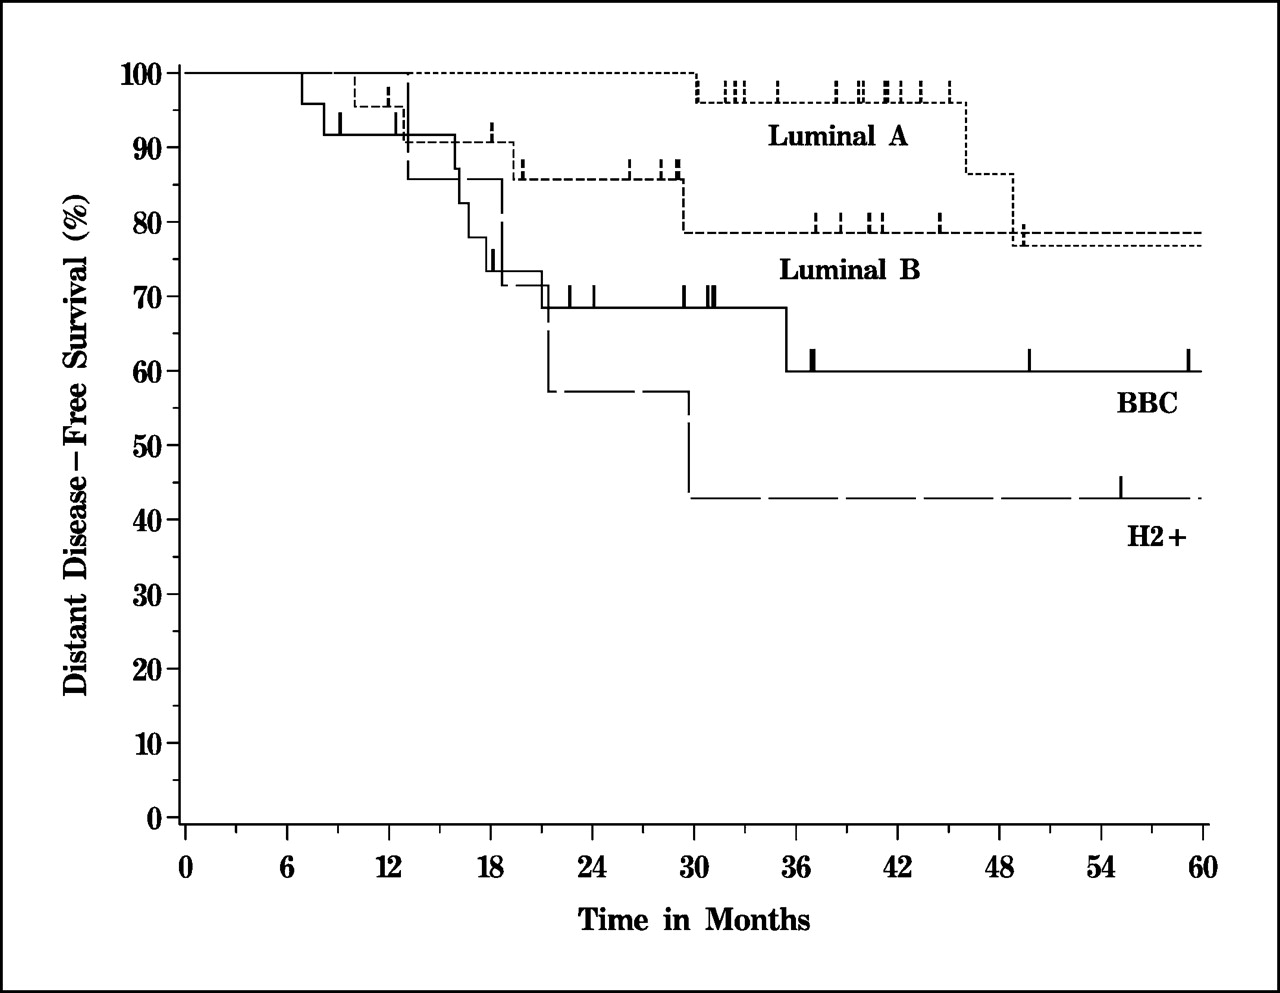 Distant Disease–Free Survival (%)
100
90
80
70
60
50
40
30
20
10
0
Luminal A
Luminal B
BBC
H2+
0 6 12 18 24 30 36 42 48 54 60
Time in Months